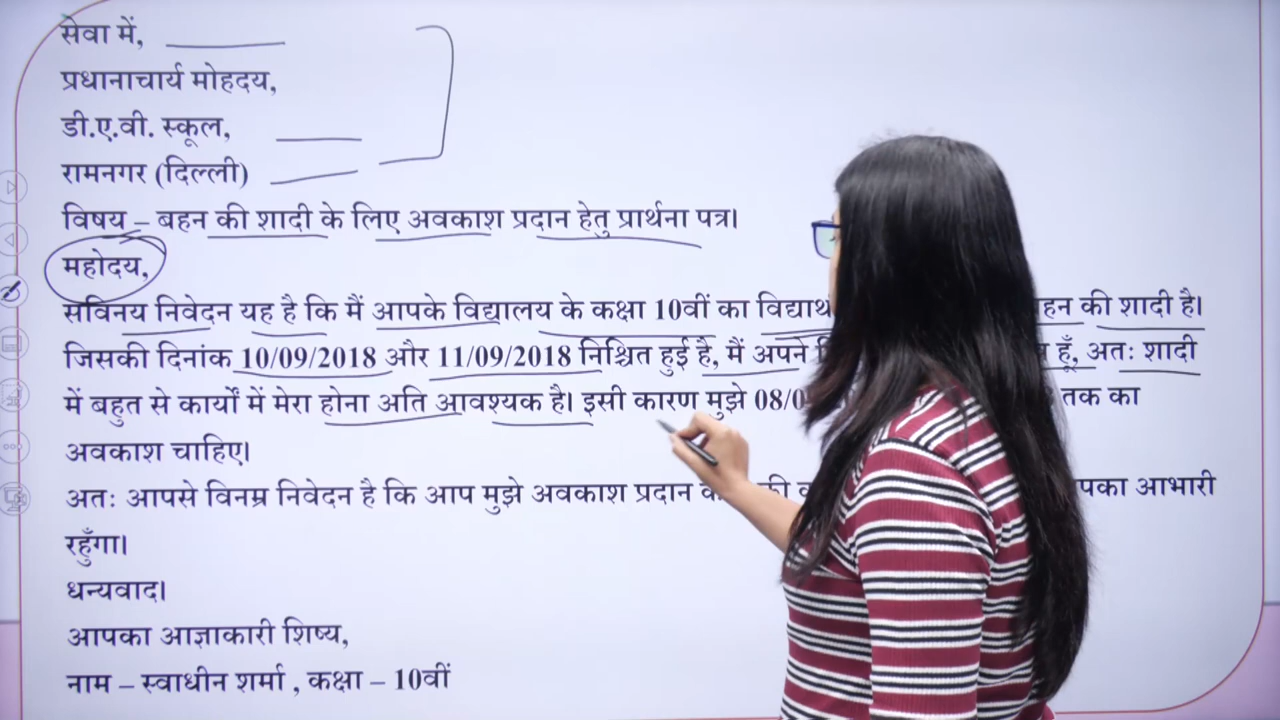 सेवा में,
प्रधानाचार्य मोहदय,
डी.ए.वी. स्कूल,
रामनगर (दिल्ली)
विषय – बहन की शादी के लिए अवकाश प्रदान हेतु प्रार्थना पत्र।
महोदय,
सविनय निवेदन यह है कि मैं आपके विद्यालय के कक्षा 10वीं का की शादी है।
जिसकी दिनांक 10/09/2018 और 11/09/2018 निश्चित हुई है, मैं अपने हूँ, अतः शादी
में बहुत से कार्यों में मेरा होना अति आवश्यक है। इसी कारण मुझे तक का
अवकाश चाहिए।
अतः आपसे विनम्र निवेदन है कि आप मुझे अवकाश प्रदान आभारी
रहुँगा।
धन्यवाद।
आपका आज्ञाकारी शिष्य,
नाम – स्वाधीन शर्मा , कक्षा – 10वीं